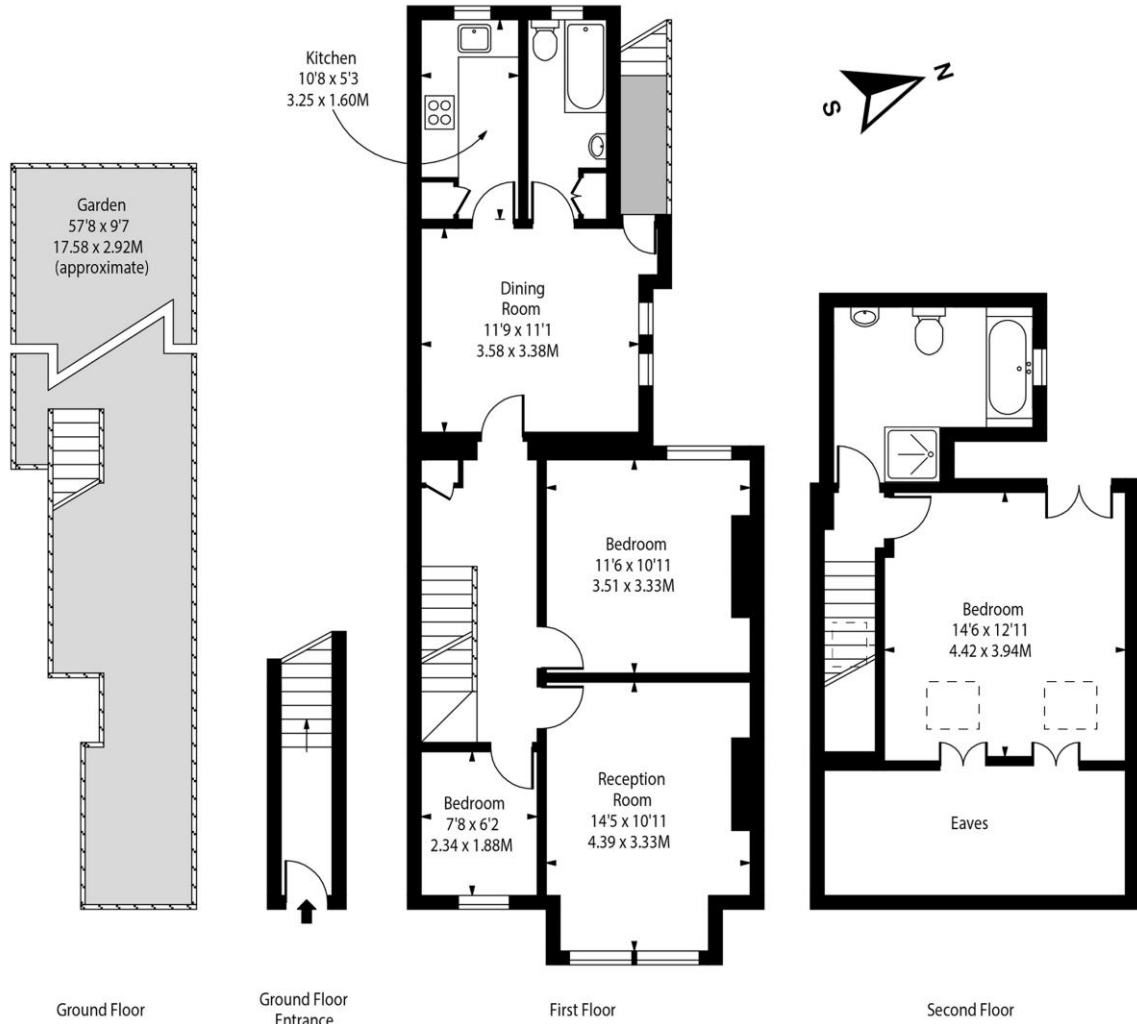 Kitchen
10'8 x 5'3
3.25 x 1.60M
N
S
Garden
57'8 x 9'7
17.58 x 2.92M
(approximate)
Dining
Room
11'9 x 11'1
3.58 x 3.38M
Bedroom
11'6 x 10'11
3.51 x 3.33M
Bedroom
14'6 x 12'11
4.42 x 3.94M
Bedroom
7'8 x 6'2
2.34 x 1.88M
Reception
Room
14'5 x 10'11
4.39 x 3.33M
Eaves
Ground Floor
Ground Floor
Entrance
First Floor
Second Floor